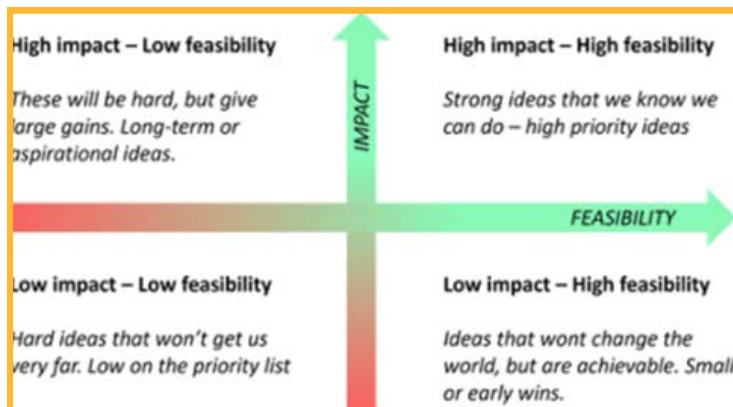 High impact – Low feasibility
These will be hard, but give
large gains. Long-term or
aspirational ideas.
IMPACT
High impact – High feasibility
Strong ideas that we know we
can do – high priority ideas
FEASIBILITY
Low impact – Low feasibility
Hard ideas that won't get us
very far. Low on the priority list
Low impact – High feasibility
Ideas that wont change the
world, but are achievable. Small
or early wins.